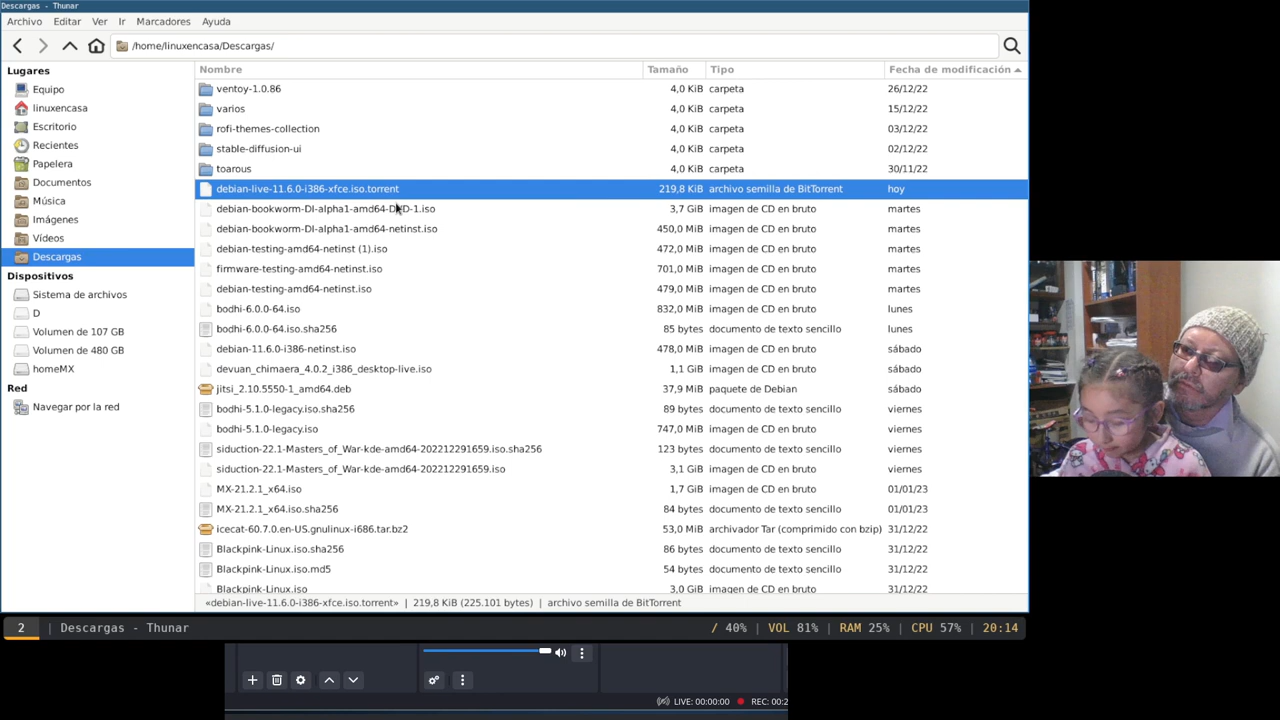 Descargas - Thunar
Archivo Editar Ver Ir Marcadores Ayuda
/home/linuxencasa/Descargas/
Lugares
Equipo
linuxencasa
Escritorio
Recientes
Papelera
Documentos
Música
Imágenes
Vídeos
Descargas
Dispositivos
Sistema de archivos
D
Volumen de 107 GB
Volumen de 480 GB
homeMX
Red
Navegar por la red
Nombre Tamaño Tipo Fecha de modificación
ventoy-1.0.86 4,0 KiB carpeta 26/12/22
varios 4,0 KiB carpeta 15/12/22
rofi-themes-collection 4,0 KiB carpeta 03/12/22
stable-diffusion-ui 4,0 KiB carpeta 02/12/22
toarous 4,0 KiB carpeta 30/11/22
debian-live-11.6.0-i386-xfce.iso.torrent 219,8 KiB archivo semilla de BitTorrent hoy
debian-bookworm-DI-alpha1-amd64-DVD-1.iso 3,7 GiB imagen de CD en bruto martes
debian-bookworm-DI-alpha1-amd64-netinst.iso 450,0 MiB imagen de CD en bruto martes
debian-testing-amd64-netinst (1).iso 472,0 MiB imagen de CD en bruto martes
firmware-testing-amd64-netinst.iso 701,0 MiB imagen de CD en bruto martes
debian-testing-amd64-netinst.iso 479,0 MiB imagen de CD en bruto martes
bodhi-6.0.0-64.iso 832,0 MiB imagen de CD en bruto lunes
bodhi-6.0.0-64.iso.sha256 85 bytes documento de texto sencillo lunes
debian-11.6.0-i386-netinst.iso 478,0 MiB imagen de CD en bruto sábado
devuan_chimaera_4.0.2_i386_desktop-live.iso 1,1 GiB imagen de CD en bruto sábado
jitsi_2.10.5550-1_amd64.deb 37,9 MiB paquete de Debian sábado
bodhi-5.1.0-legacy.iso.sha256 89 bytes documento de texto sencillo viernes
bodhi-5.1.0-legacy.iso 747,0 MiB imagen de CD en bruto viernes
siduction-22.1-Masters_of_War-kde-amd64-202212291659.iso.sha256 123 bytes documento de texto sencillo viernes
siduction-22.1-Masters_of_War-kde-amd64-202212291659.iso 3,1 GiB imagen de CD en bruto viernes
MX-21.2.1_x64.iso 1,7 GiB imagen de CD en bruto 01/01/23
MX-21.2.1_x64.iso.sha256 84 bytes documento de texto sencillo 01/01/23
icecat-60.7.0.en-US.gnulinux-i686.tar.bz2 53,0 MiB archivador Tar (comprimido con bzip) 31/12/22
Blackpink-Linux.iso.sha256 86 bytes documento de texto sencillo 31/12/22
Blackpink-Linux.iso.md5 54 bytes documento de texto sencillo 31/12/22
Blackpink-Linux.iso 3,0 GiB imagen de CD en bruto 31/12/22
«debian-live-11.6.0-i386-xfce.iso.torrent» | 219,8 KiB (225.101 bytes) | archivo semilla de BitTorrent
2 | Descargas - Thunar / 40% | VOL 81% | RAM 25% | CPU 57% | 20:14
LIVE: 00:00:00 REC: 00:2